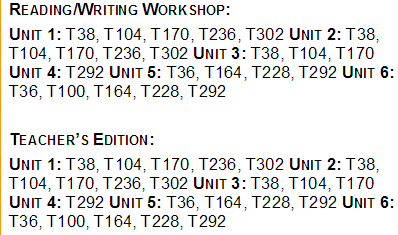 READING/WRITING WORKSHOP:
UNIT 1: T38, T104, T170, T236, T302 UNIT 2: T38,
T104, T170, T236, T302 UNIT 3: T38, T104, T170
UNIT 4: T292 UNIT 5: T36, T164, T228, T292 UNIT 6:
T36, T100, T164, T228, T292
TEACHER'S EDITION:
UNIT 1: T38, T104, T170, T236, T302 UNIT 2: T38,
T104, T170, T236, T302 UNIT 3: T38, T104, T170
UNIT 4: T292 UNIT 5: T36, T164, T228, T292 UNIT 6:
T36, T100, T164, T228, T292